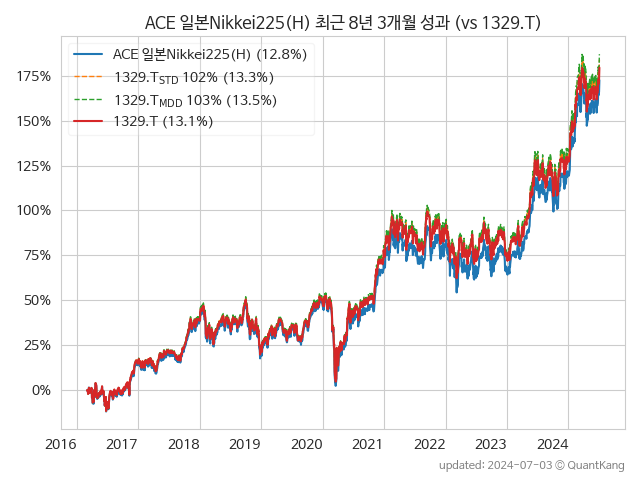 ACE 일본Nikkei225(H) 최근 8년 3개월 성과 (vs 1329.T)
ACE 일본Nikkei225(H) (12.8%)
1329.TSTD 102% (13.3%)
1329.TMDD 103% (13.5%)
1329.T (13.1%)
175%
150%
125%
100%
75%
50%
25%
0%
2016 2017 2018 2019 2020 2021 2022 2023 2024
updated: 2024-07-03 © QuantKang